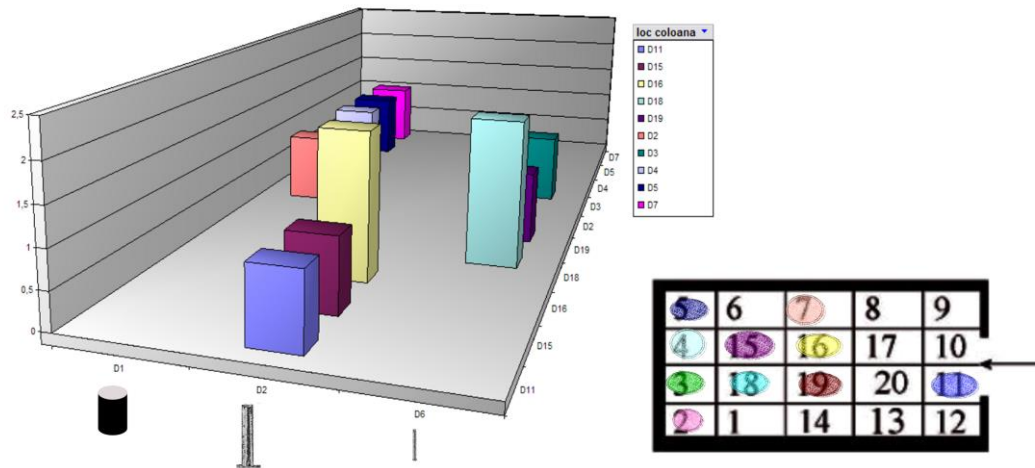 loc coloana
D11
D15
D16
D18
D19
D2
D3
D4
D5
D7
2,5
2
1,5
1
0,5
0
D1
D2
D6
D7
D5
D4
D3
D2
D19
D18
D16
D15
D11
5 6 7 8 9
4 15 16 17 10
3 18 19 20 11
2 1 14 13 12